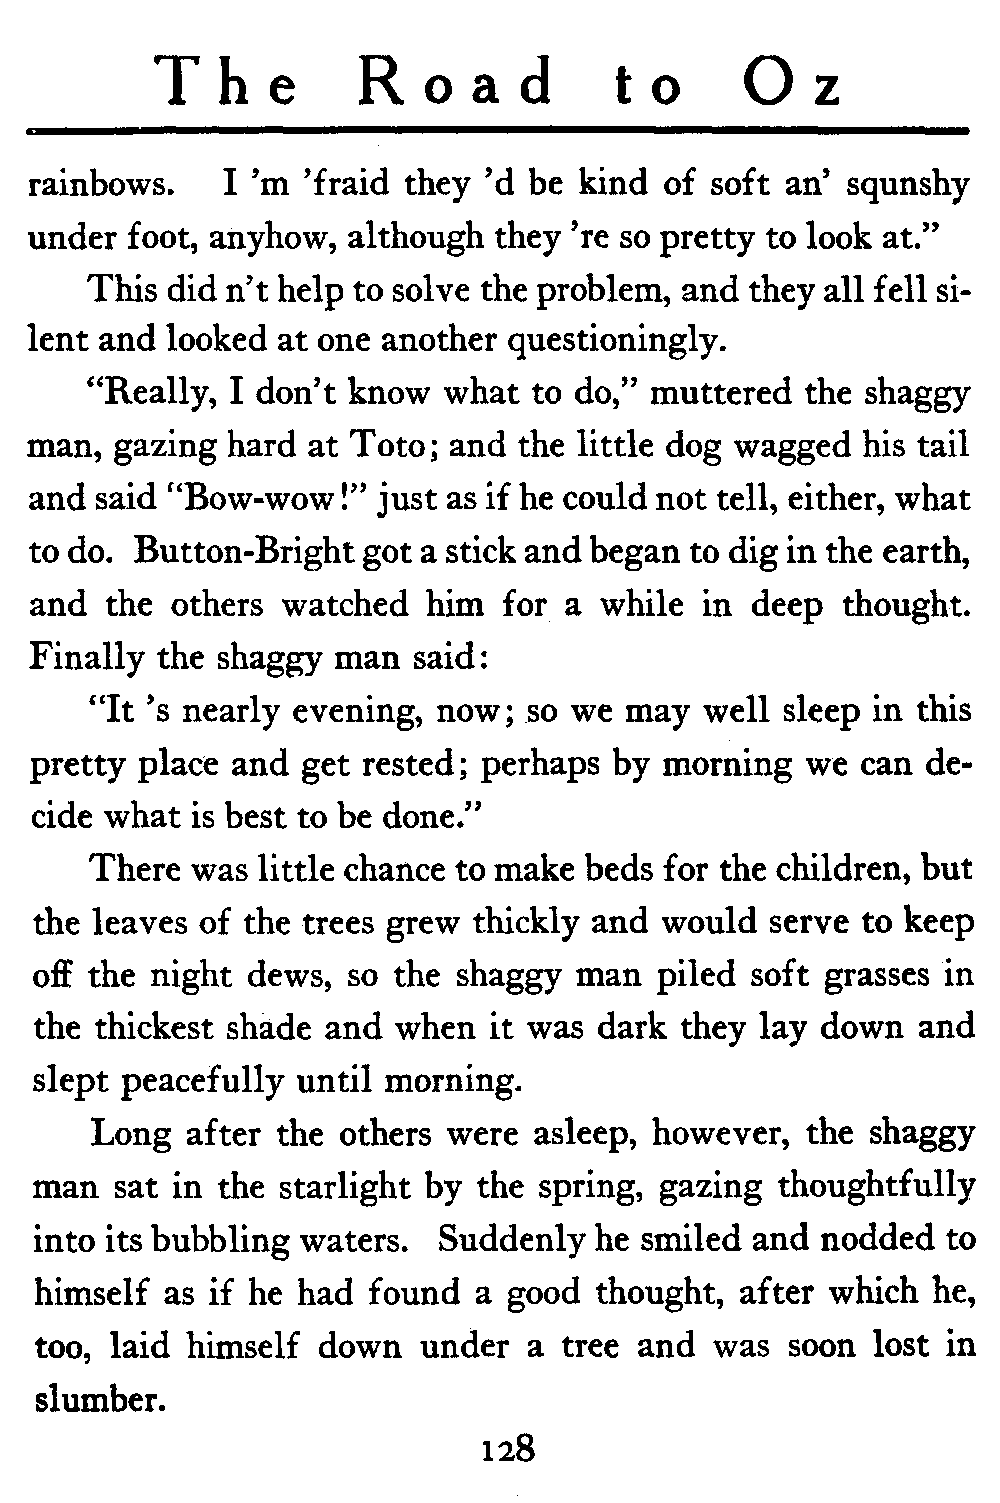 The Road to Oz
rainbows. I 'm 'fraid they 'd be kind of soft an' squnshy
under foot, anyhow, although they 're so pretty to look at."
This did n't help to solve the problem, and they all fell si-
lent and looked at one another questioningly.
"Really, I don't know what to do," muttered the shaggy
man, gazing hard at Toto; and the little dog wagged his tail
and said "Bow-wow!" just as if he could not tell, either, what
to do. Button-Bright got a stick and began to dig in the earth,
and the others watched him for a while in deep thought.
Finally the shaggy man said:
"It 's nearly evening, now; so we may well sleep in this
pretty place and get rested; perhaps by morning we can de-
cide what is best to be done."
There was little chance to make beds for the children, but
the leaves of the trees grew thickly and would serve to keep
off the night dews, so the shaggy man piled soft grasses in
the thickest shade and when it was dark they lay down and
slept peacefully until morning.
Long after the others were asleep, however, the shaggy
man sat in the starlight by the spring, gazing thoughtfully
into its bubbling waters. Suddenly he smiled and nodded to
himself as if he had found a good thought, after which he,
too, laid himself down under a tree and was soon lost in
slumber.
128